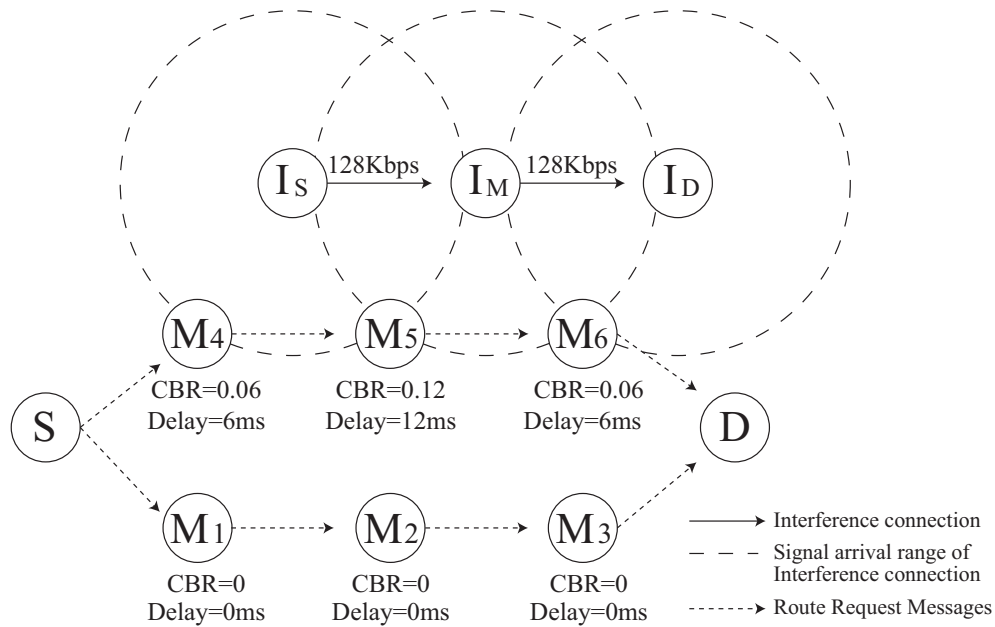 128Kbps
128Kbps
IS
IM
ID
M4
M5
M6
CBR=0.06
Delay=6ms
CBR=0.12
Delay=12ms
CBR=0.06
Delay=6ms
S
D
M1
M2
M3
CBR=0
Delay=0ms
CBR=0
Delay=0ms
CBR=0
Delay=0ms
Interference connection
Signal arrival range of
Interference connection
Route Request Messages